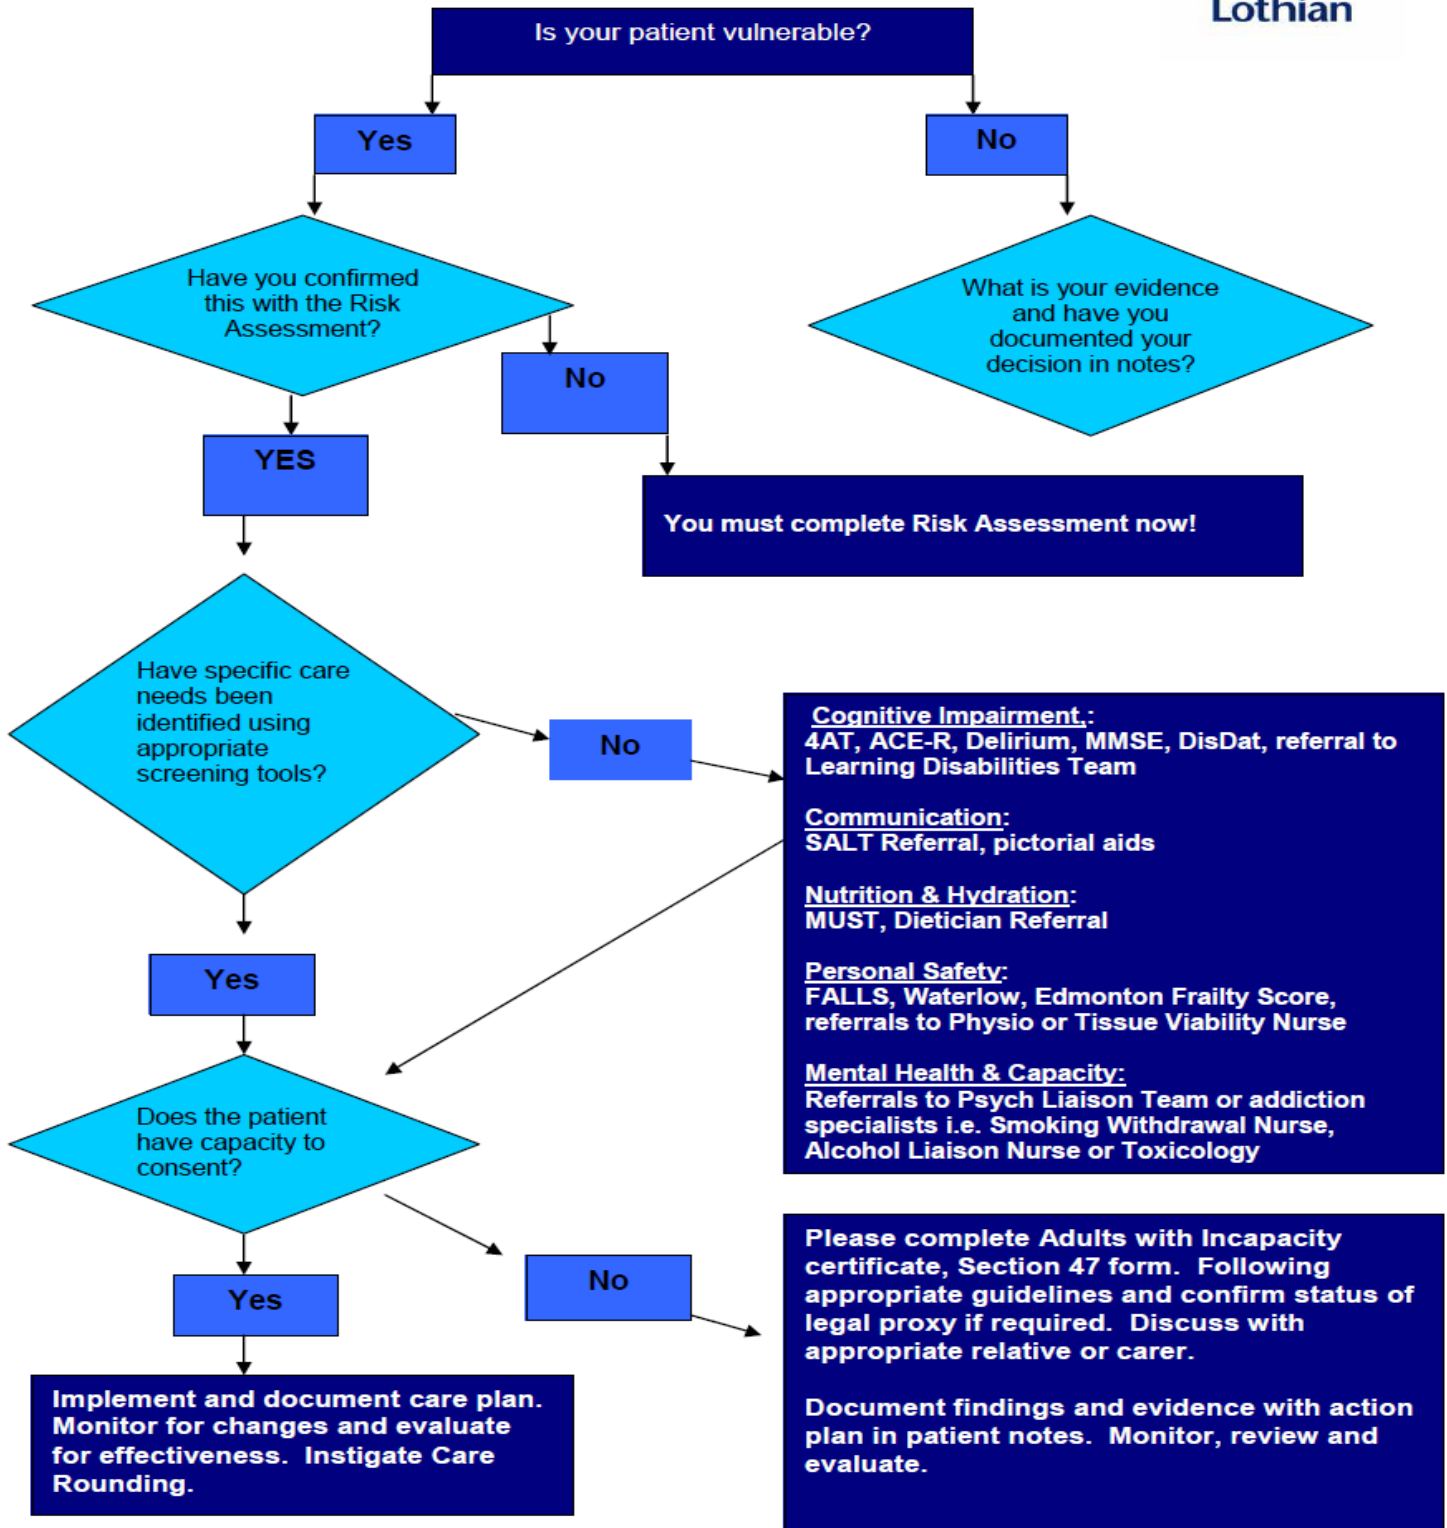 Lothian
Is your patient vulnerable?
Yes
No
Have you confirmed
this with the Risk
Assessment?
What is your evidence
and have you
documented your
decision in notes?
No
YES
You must complete Risk Assessment now!
Have specific care
needs been
identified using
appropriate
screening tools?
No
Cognitive Impairment,:
4AT, ACE-R, Delirium, MMSE, DisDat, referral to
Learning Disabilities Team
Communication:
SALT Referral, pictorial aids
Nutrition & Hydration:
MUST, Dietician Referral
Personal Safety:
FALLS, Waterlow, Edmonton Frailty Score,
referrals to Physio or Tissue Viability Nurse
Mental Health & Capacity:
Referrals to Psych Liaison Team or addiction
specialists i.e. Smoking Withdrawal Nurse,
Alcohol Liaison Nurse or Toxicology
Yes
Does the patient
have capacity to
consent?
No
Please complete Adults with Incapacity
certificate, Section 47 form.  Following
appropriate guidelines and confirm status of
legal proxy if required.  Discuss with
appropriate relative or carer.
Document findings and evidence with action
plan in patient notes.  Monitor, review and
evaluate.
Yes
Implement and document care plan.
Monitor for changes and evaluate
for effectiveness.  Instigate Care
Rounding.